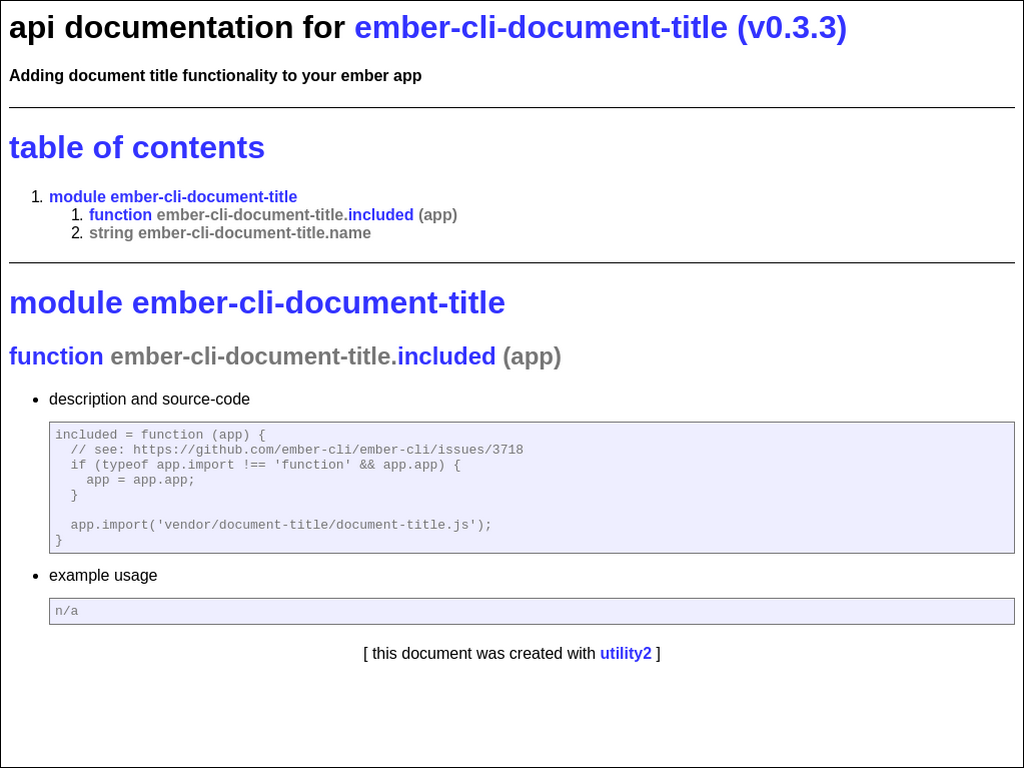 api documentation for ember-cli-document-title (v0.3.3)
Adding document title functionality to your ember app
table of contents
1. module ember-cli-document-title
1. function ember-cli-document-title.included (app)
2. string ember-cli-document-title.name
module ember-cli-document-title
function ember-cli-document-title.included (app)
• description and source-code
included = function (app) {
  // see: https://github.com/ember-cli/ember-cli/issues/3718
  if (typeof app.import !== 'function' && app.app) {
    app = app.app;
  }
  app.import('vendor/document-title/document-title.js');
}
• example usage
n/a
[ this document was created with utility2 ]